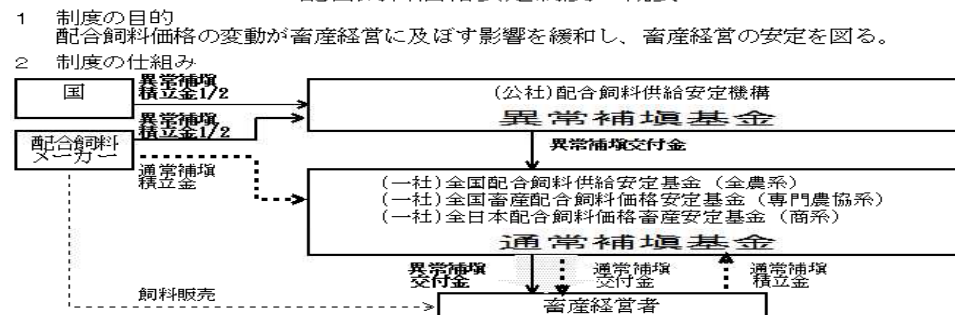 1　制度の目的
配合飼料価格の変動が畜産経営に及ぼす影響を緩和し、畜産経営の安定を図る。
2　制度の仕組み
国
異常補塡
積立金1/2
(公社)配合飼料供給安定機構
異常補塡基金
異常補塡
積立金1/2
配合飼料
メーカー
異常補塡交付金
通常補塡
積立金
(一社)全国配合飼料供給安定基金（全農系）
(一社)全国畜産配合飼料価格安定基金（専門農協系）
(一社)全日本配合飼料価格畜産安定基金（商系）
通常補塡基金
異常補塡
交付金
通常補塡
交付金
通常補塡
積立金
飼料販売
畜産経営者